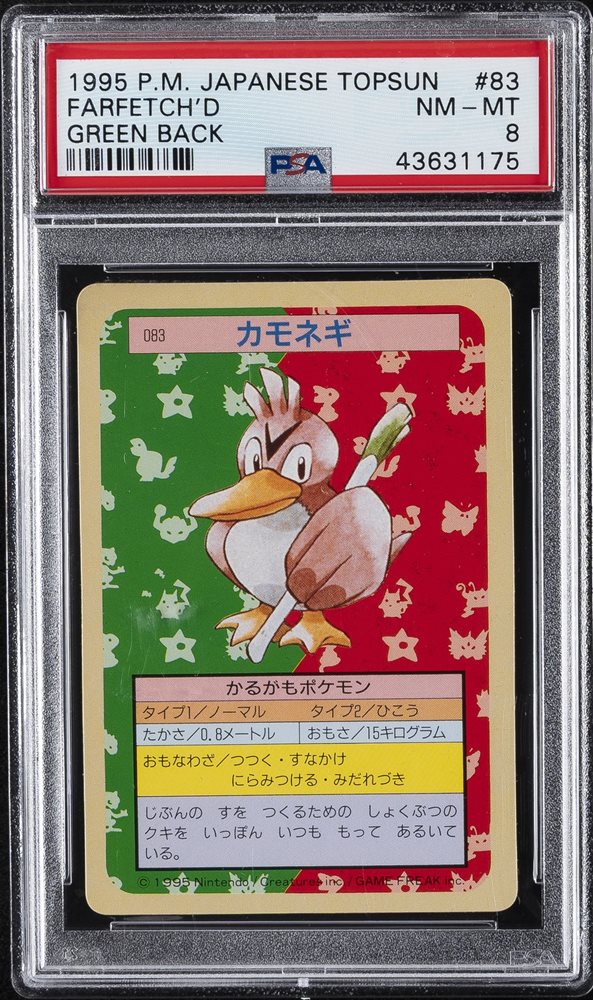 1995 P.M. JAPANESE TOPSUN #83
FARFETCH'D NM - MT
GREEN BACK 8
PSA 43631175
083 カモネギ
かるがもポケモン
タイプ1/ノーマル タイプ2/ひこう
たかさ/0.8メートル おもさ/15キログラム
おもなわざ/つつく・すなかけ
にらみつける・みだれづき
じぶんの すを つくるための しょくぶつの
クキを いっぽん いつも もって あるいて
いる。
© 1995 Nintendo / Creatures inc. / GAME FREAK inc.
PSA